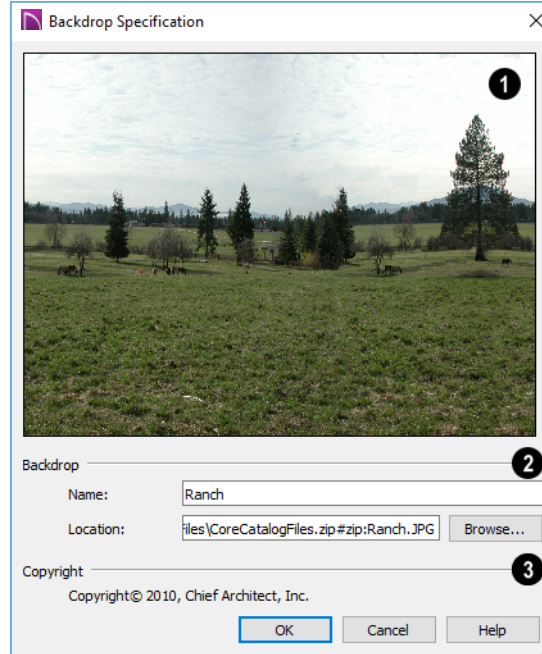 Backdrop Specification
1
Backdrop
2
Name:
Ranch
Location:
files\CoreCatalogFiles.zip#zip:Ranch.JPG
Browse...
Copyright
3
Copyright© 2010, Chief Architect, Inc.
OK
Cancel
Help